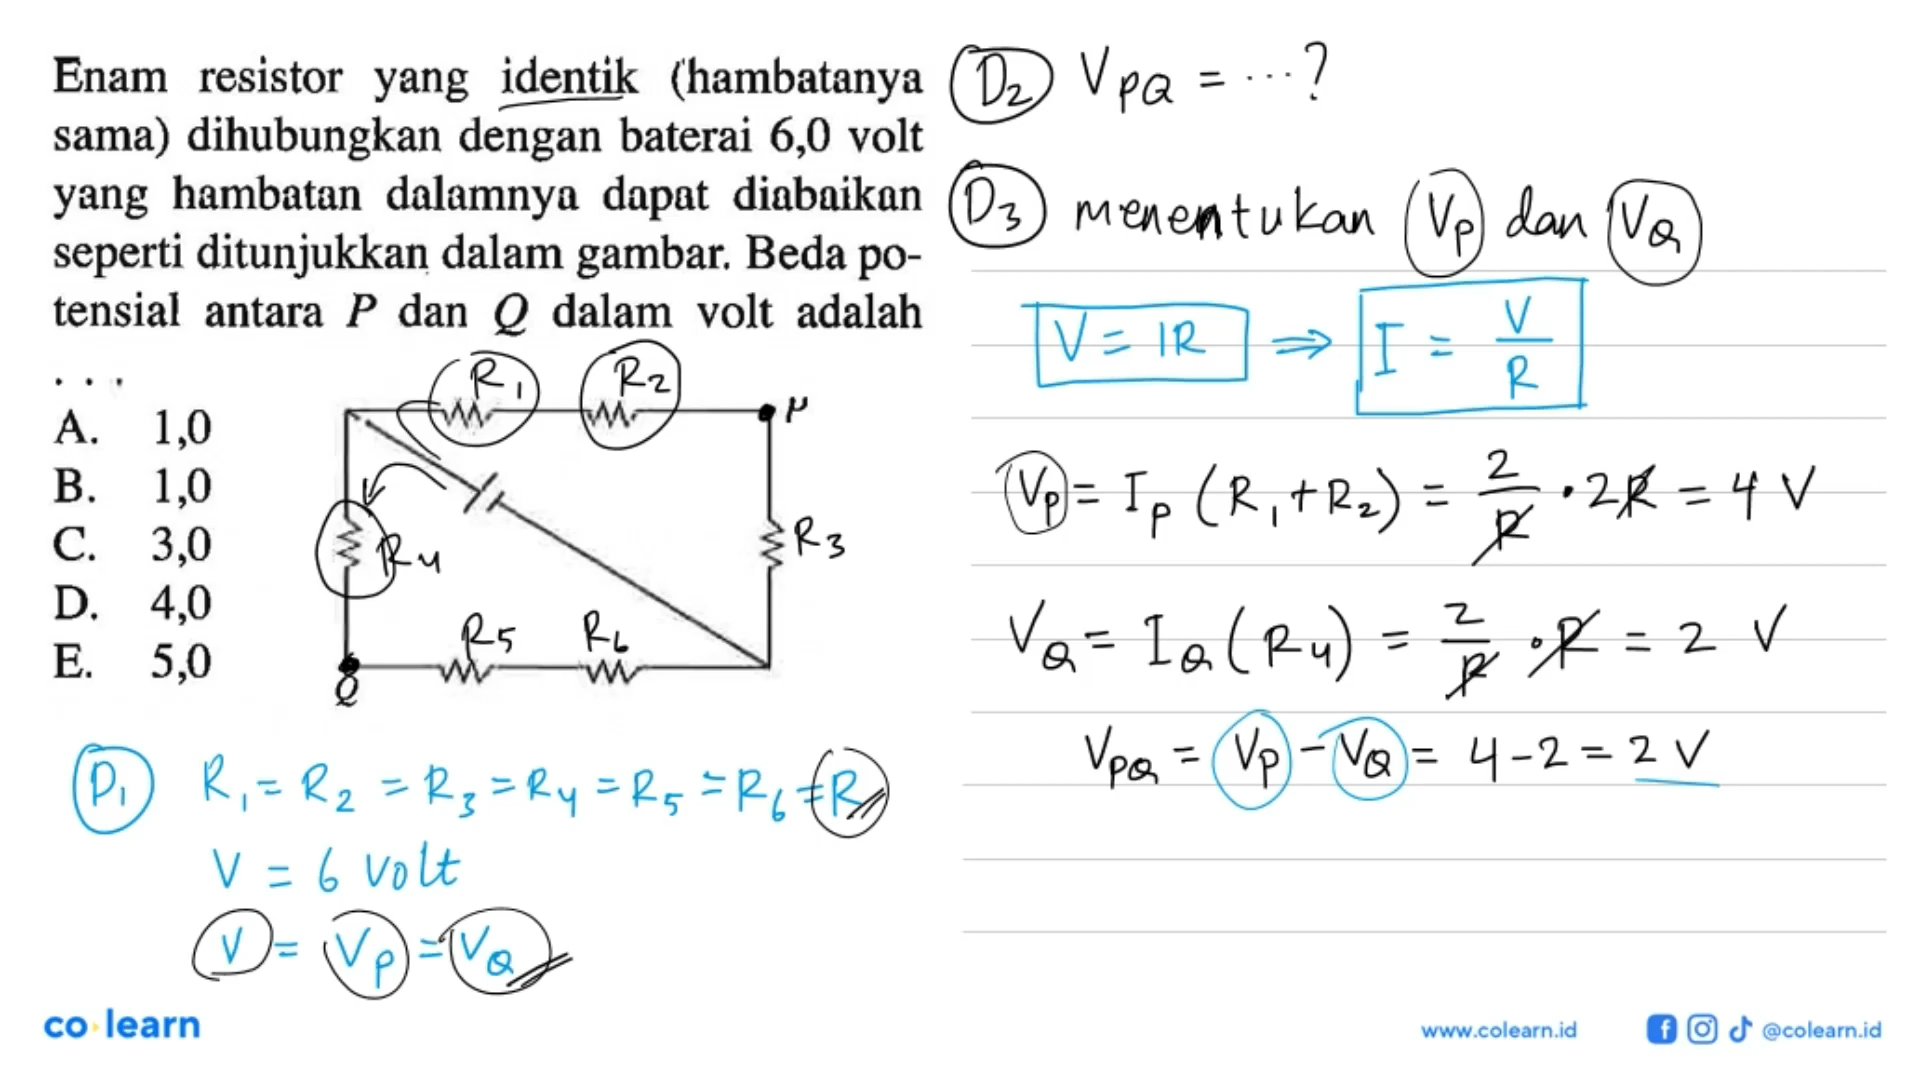 Enam resistor yang identik (hambatanya
sama) dihubungkan dengan baterai 6,0 volt
yang hambatan dalamnya dapat diabaikan
seperti ditunjukkan dalam gambar. Beda po-
tensial antara P dan Q dalam volt adalah
. . .
A. 1,0
B. 1,0
C. 3,0
D. 4,0
E. 5,0
R1 R2
P
R4 R3
R5 R6
Q
D1 R1 = R2 = R3 = R4 = R5 = R6 = R
V = 6 volt
V = VP = VQ
D2 VPQ = ...?
D3 menentukan VP dan VQ
V = IR ⇒ I = V/R
VP = IP (R1 + R2) = 2/R · 2R = 4 V
VQ = IQ (R4) = 2/R · R = 2 V
VPQ = VP - VQ = 4 - 2 = 2 V
co learn
www.colearn.id @colearn.id